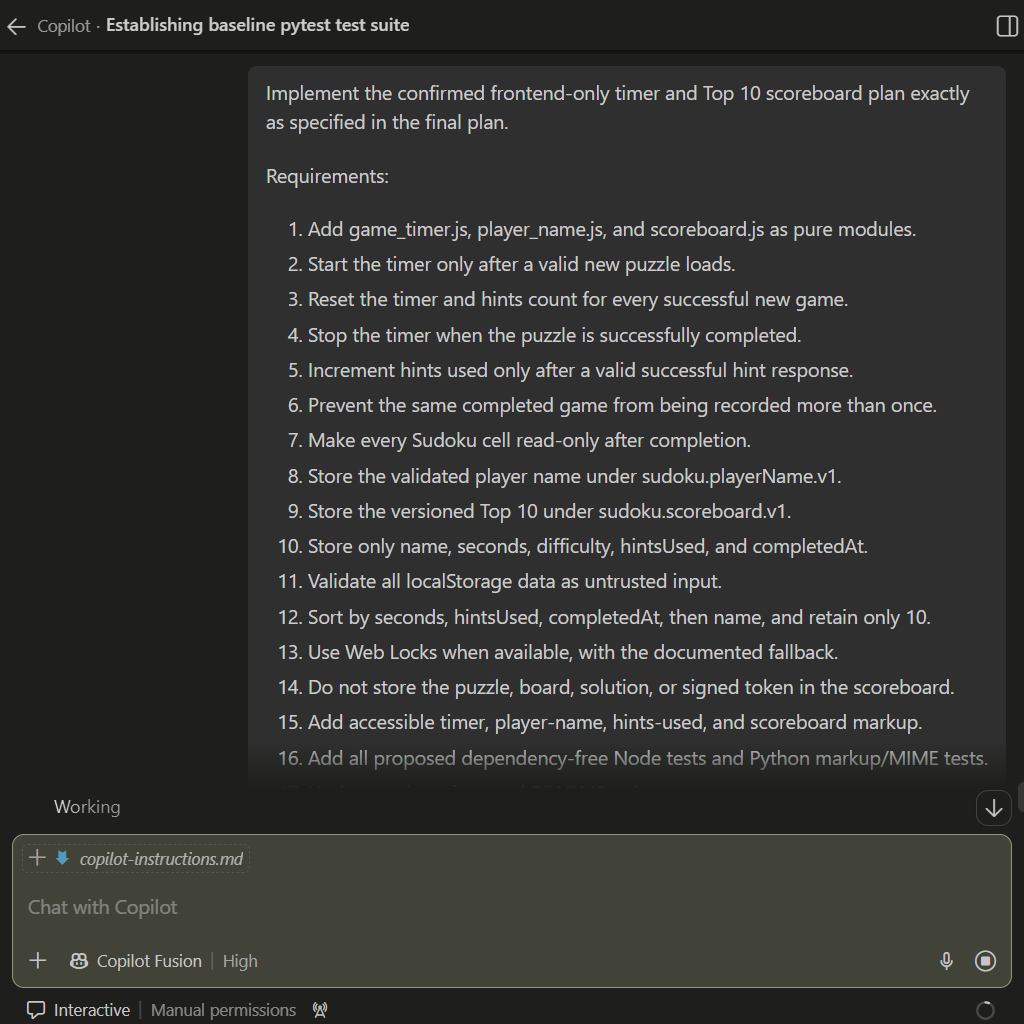 Copilot · Establishing baseline pytest test suite
Implement the confirmed frontend-only timer and Top 10 scoreboard plan exactly
as specified in the final plan.
Requirements:
1. Add game_timer.js, player_name.js, and scoreboard.js as pure modules.
2. Start the timer only after a valid new puzzle loads.
3. Reset the timer and hints count for every successful new game.
4. Stop the timer when the puzzle is successfully completed.
5. Increment hints used only after a valid successful hint response.
6. Prevent the same completed game from being recorded more than once.
7. Make every Sudoku cell read-only after completion.
8. Store the validated player name under sudoku.playerName.v1.
9. Store the versioned Top 10 under sudoku.scoreboard.v1.
10. Store only name, seconds, difficulty, hintsUsed, and completedAt.
11. Validate all localStorage data as untrusted input.
12. Sort by seconds, hintsUsed, completedAt, then name, and retain only 10.
13. Use Web Locks when available, with the documented fallback.
14. Do not store the puzzle, board, solution, or signed token in the scoreboard.
15. Add accessible timer, player-name, hints-used, and scoreboard markup.
16. Add all proposed dependency-free Node tests and Python markup/MIME tests.
Working
copilot-instructions.md
Chat with Copilot
Copilot Fusion | High
Interactive | Manual permissions